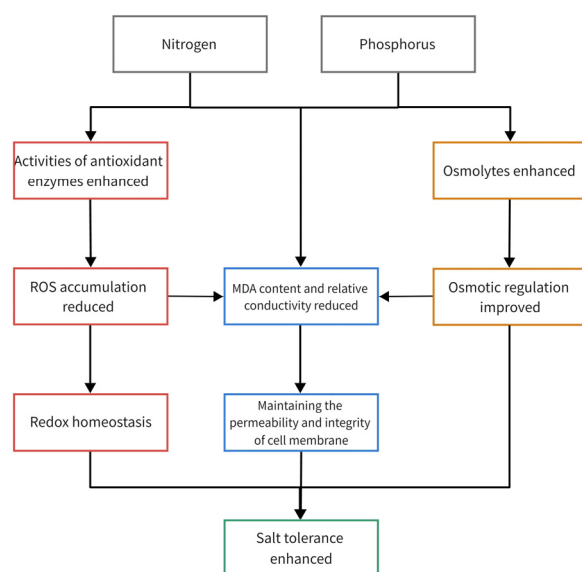 Nitrogen
Phosphorus
Activities of antioxidant
enzymes enhanced
Osmolytes enhanced
ROS accumulation
reduced
MDA content and relative
conductivity reduced
Osmotic regulation
improved
Redox homeostasis
Maintaining the
permeability and integrity
of cell membrane
Salt tolerance
enhanced